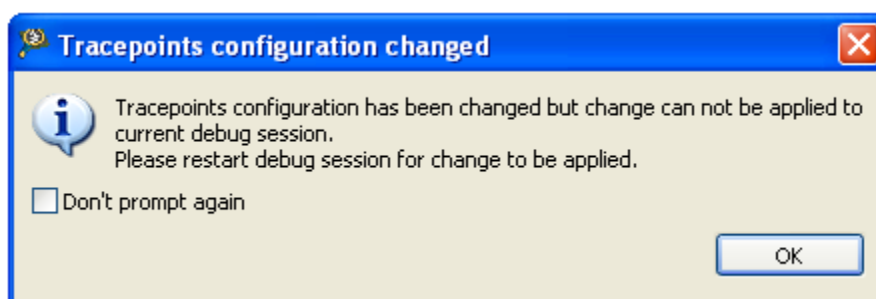 Tracepoints configuration changed
Tracepoints configuration has been changed but change can not be applied to
current debug session.
Please restart debug session for change to be applied.
Don't prompt again
OK